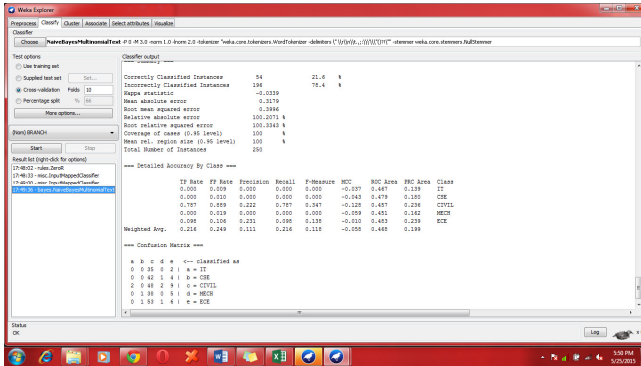 Weka Explorer
Preprocess Classify Cluster Associate Select attributes Visualize
Classifier
Choose NaiveBayesMultinomialText -P 0 -M 3.0 -norm 1.0 -lnorm 2.0 -tokenizer "weka.core.tokenizers.WordTokenizer -stemmer weka.core.stemmers.NullStemmer
Test options
Use training set
Supplied test set Set...
Cross-validation Folds 10
Percentage split % 66
More options...
(Nom) BRANCH
Start Stop
Result list (right-click for options)
17:48:02 - rules.ZeroR
17:48:33 - misc.InputMappedClassifier
17:49:00 - misc.InputMappedClassifier
17:49:36 - bayes.NaiveBayesMultinomialText
Classifier output
=== Summary ===
Correctly Classified Instances 54 21.6 %
Incorrectly Classified Instances 196 78.4 %
Kappa statistic -0.0339
Mean absolute error 0.3179
Root mean squared error 0.3996
Relative absolute error 100.2071 %
Root relative squared error 100.3343 %
Coverage of cases (0.95 level) 100 %
Mean rel. region size (0.95 level) 100 %
Total Number of Instances 250
=== Detailed Accuracy By Class ===
TP Rate FP Rate Precision Recall F-Measure MCC ROC Area PRC Area Class
0.000 0.009 0.000 0.000 0.000 -0.037 0.467 0.139 IT
0.000 0.010 0.000 0.000 0.000 -0.043 0.479 0.180 CSE
0.787 0.889 0.222 0.787 0.347 -0.128 0.457 0.236 CIVIL
0.000 0.019 0.000 0.000 0.000 -0.059 0.451 0.162 MECH
0.098 0.106 0.231 0.098 0.138 -0.010 0.483 0.239 ECE
Weighted Avg. 0.216 0.249 0.111 0.216 0.118 -0.058 0.468 0.199
=== Confusion Matrix ===
a b c d e <-- classified as
0 0 35 0 2 | a = IT
0 0 42 1 4 | b = CSE
2 0 48 2 9 | c = CIVIL
0 1 38 0 5 | d = MECH
0 1 53 1 6 | e = ECE
Status
OK
Log
x 0
5:50 PM
5/25/2015